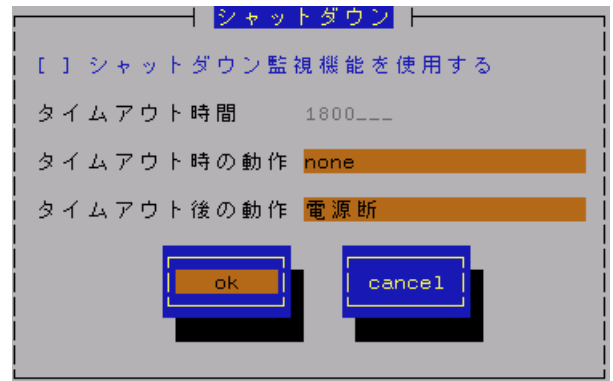 シャットダウン
[ ] シャットダウン監視機能を使用する
タイムアウト時間 1800___
タイムアウト時の動作 none
タイムアウト後の動作 電源断
ok cancel